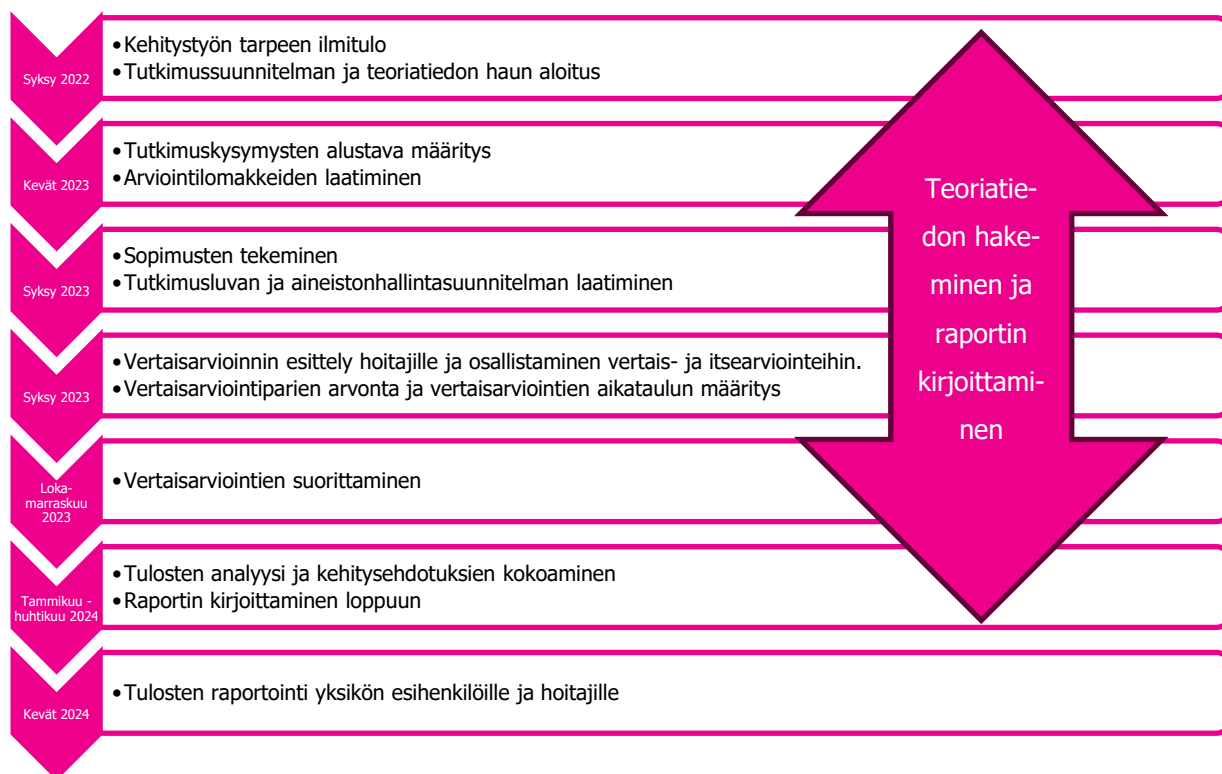 Syksy 2022
•Kehitystyön tarpeen ilmitulo
•Tutkimussuunnitelman ja teoriatiedon haun aloitus
Kevät 2023
•Tutkimuskysymysten alustava määritys
•Arviointilomakkeiden laatiminen
Syksy 2023
•Sopimusten tekeminen
•Tutkimusluvan ja aineistonhallintasuunnitelman laatiminen
Syksy 2023
•Vertaisarvioinnin esittely hoitajille ja osallistaminen vertais- ja itsearviointeihin.
•Vertaisarviointiparien arvonta ja vertaisarviointien aikataulun määritys
Loka-
marraskuu
2023
•Vertaisarviointien suorittaminen
Tammikuu -
huhtikuu 2024
•Tulosten analyysi ja kehitysehdotuksien kokoaminen
•Raportin kirjoittaminen loppuun
Kevät 2024
•Tulosten raportointi yksikön esihenkilöille ja hoitajille
Teoriatie-
don hake-
minen ja
raportin
kirjoittami-
nen